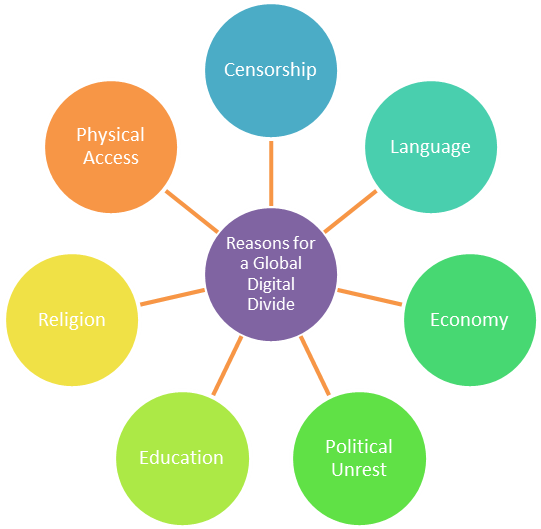 Censorship
Language
Economy
Political
Unrest
Education
Religion
Physical
Access
Reasons for
a Global
Digital
Divide